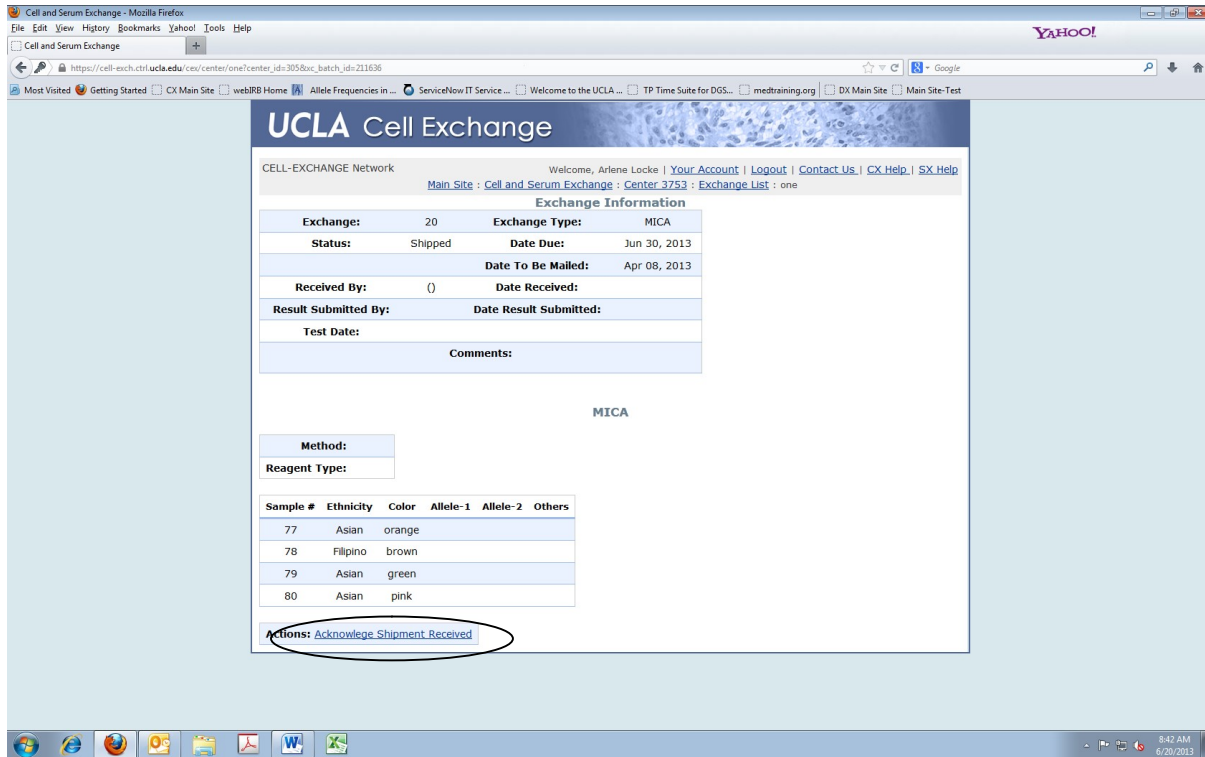 Cell and Serum Exchange - Mozilla Firefox
File Edit View History Bookmarks Yahoo! Tools Help
YAHOO!
Cell and Serum Exchange +
https://cell-exch.ctrl.ucla.edu/cex/center/one?center_id=305&xc_batch_id=211636
Google
Most Visited Getting Started CX Main Site webIRB Home Allele Frequencies in ... ServiceNow IT Service ... Welcome to the UCLA ... TP Time Suite for DGS... medtraining.org DX Main Site Main Site-Test
UCLA Cell Exchange
CELL-EXCHANGE Network
Welcome, Arlene Locke | Your Account | Logout | Contact Us | CX Help | SX Help
Main Site : Cell and Serum Exchange : Center 3753 : Exchange List : one
Exchange Information
Exchange: 20 Exchange Type: MICA
Status: Shipped Date Due: Jun 30, 2013
Date To Be Mailed: Apr 08, 2013
Received By: () Date Received:
Result Submitted By: Date Result Submitted:
Test Date:
Comments:
MICA
Method:
Reagent Type:
Sample # Ethnicity Color Allele-1 Allele-2 Others
77 Asian orange
78 Filipino brown
79 Asian green
80 Asian pink
Actions: Acknowlege Shipment Received
8:42 AM
6/20/2013